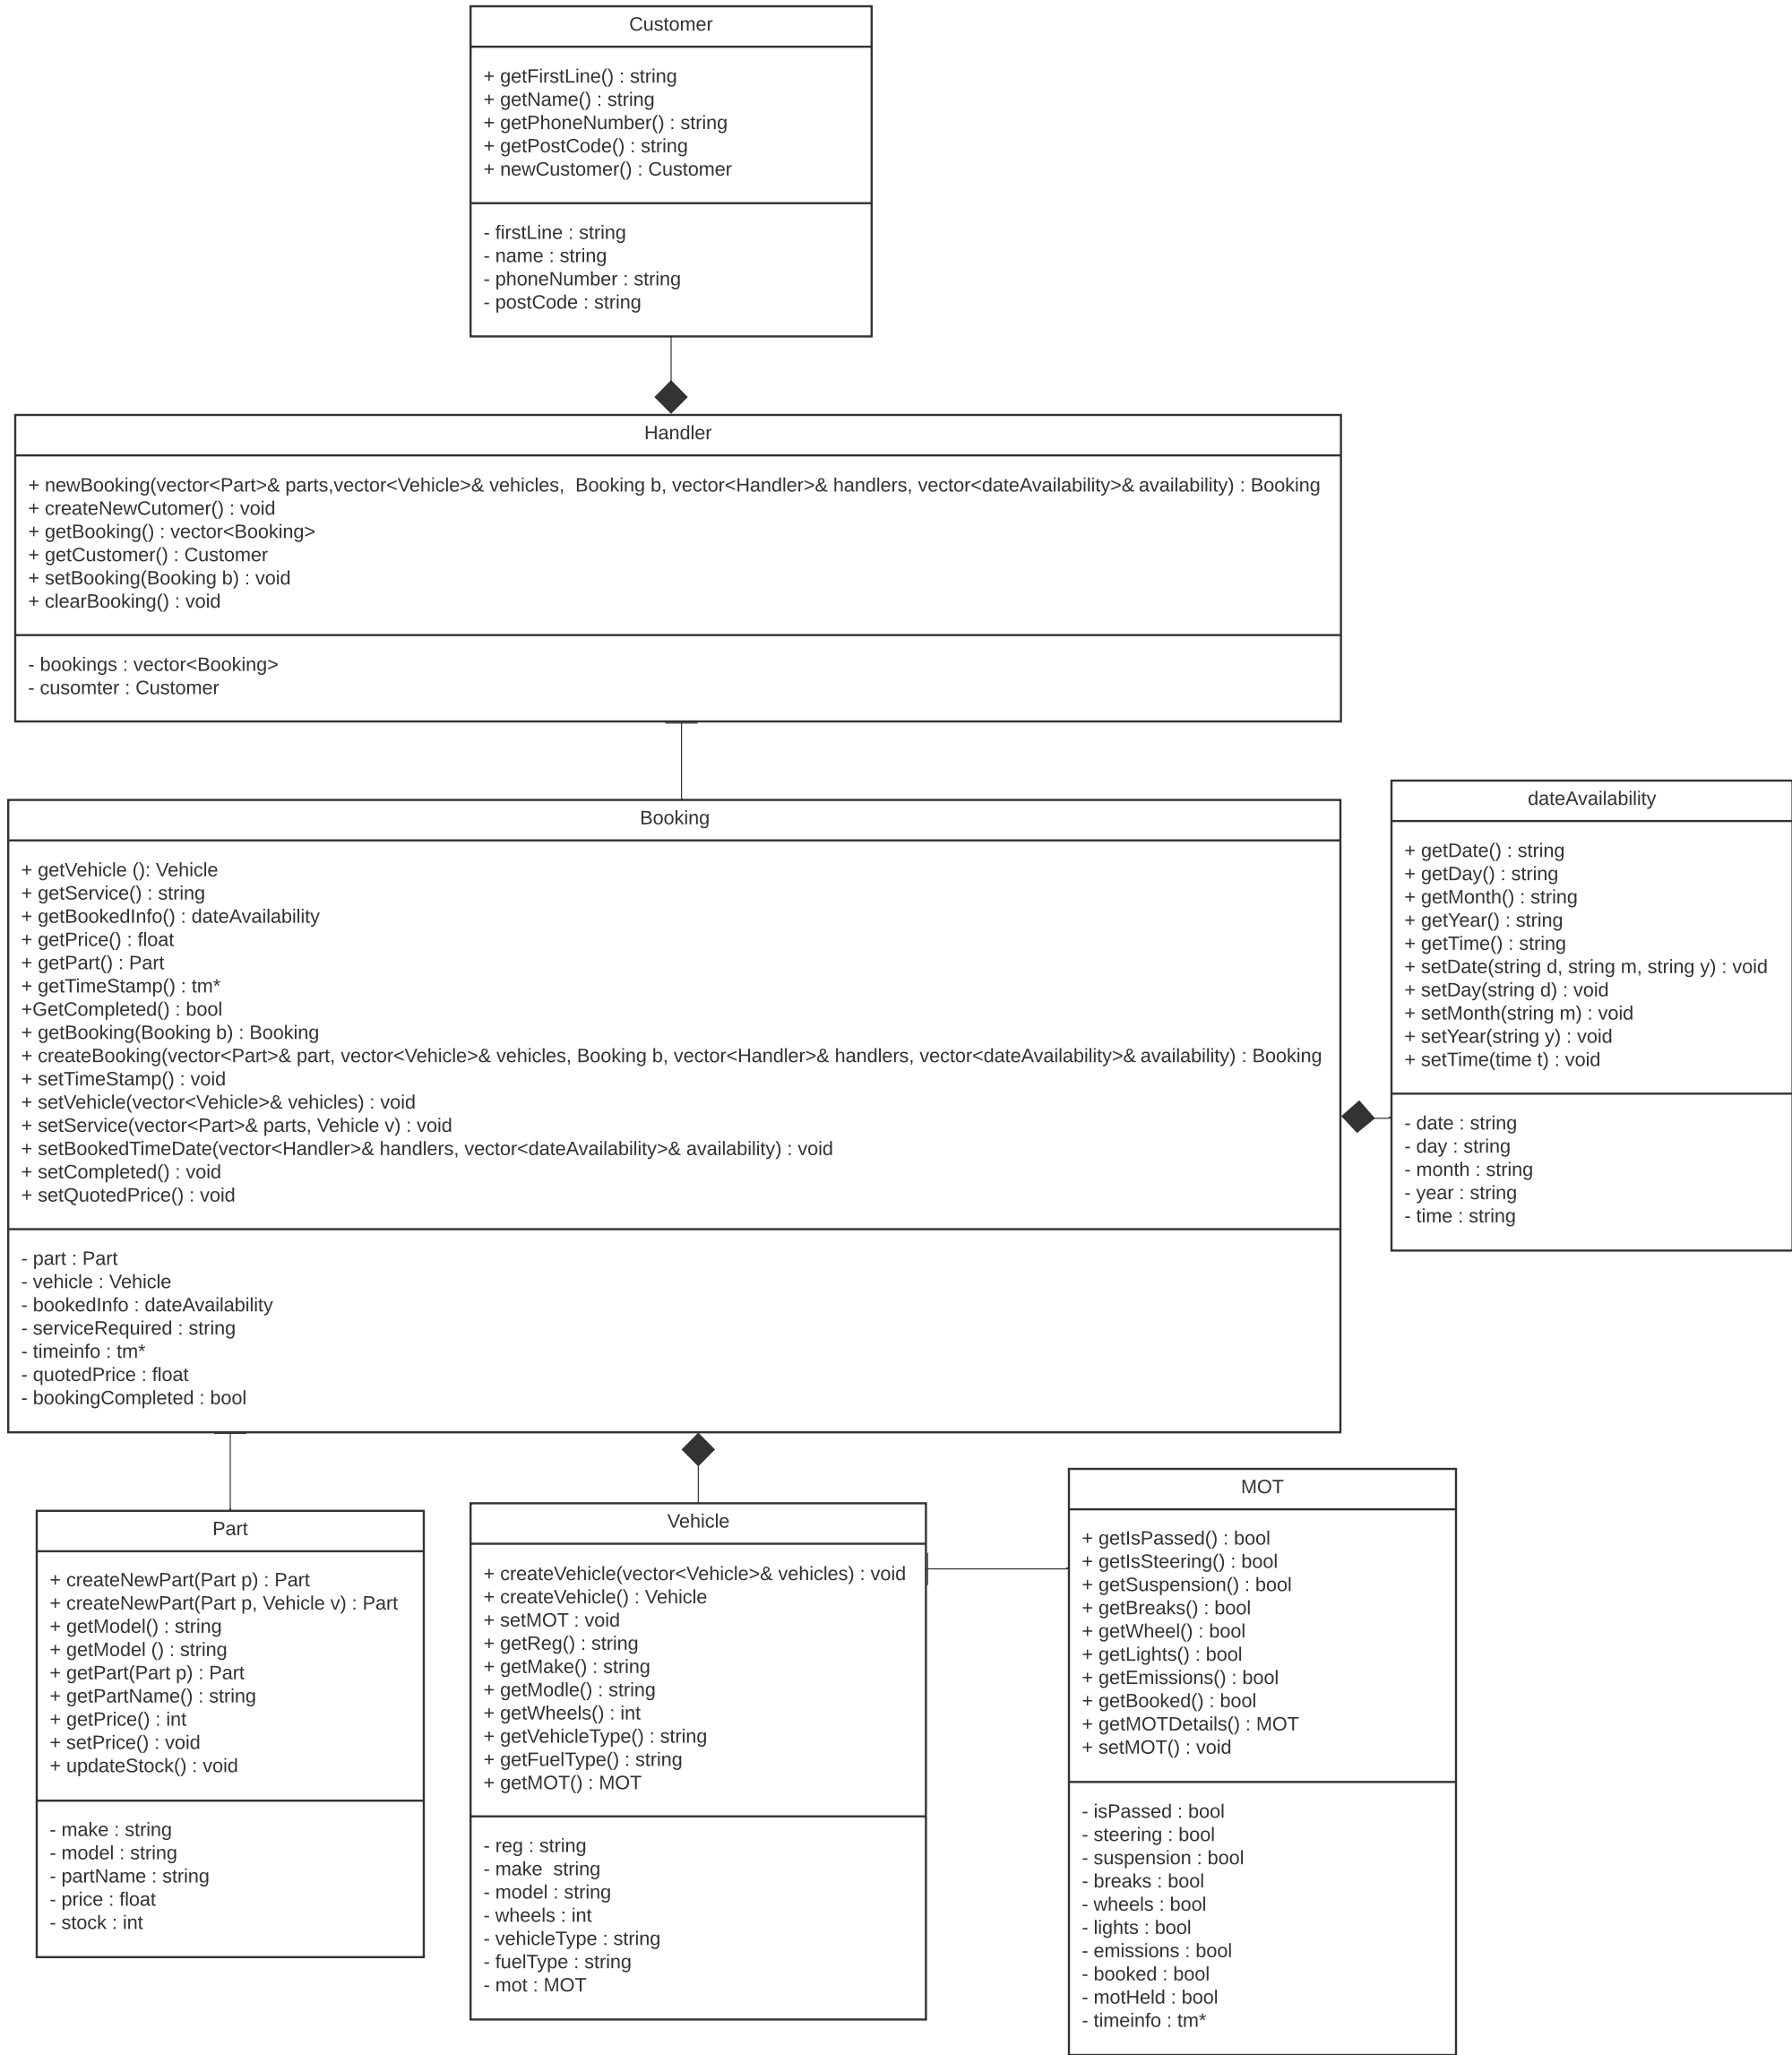 Customer
+ getFirstLine() : string
+ getName() : string
+ getPhoneNumber() : string
+ getPostCode() : string
+ newCustomer() : Customer
- firstLine : string
- name : string
- phoneNumber : string
- postCode : string
Handler
+ newBooking(vector<Part>& parts,vector<Vehicle>& vehicles,  Booking b, vector<Handler>& handlers, vector<dateAvailability>& availability) : Booking
+ createNewCutomer() : void
+ getBooking() : vector<Booking>
+ getCustomer() : Customer
+ setBooking(Booking b) : void
+ clearBooking() : void
- bookings : vector<Booking>
- cusomter : Customer
Booking
+ getVehicle (): Vehicle
+ getService() : string
+ getBookedInfo() : dateAvailability
+ getPrice() : float
+ getPart() : Part
+ getTimeStamp() : tm*
+GetCompleted() : bool
+ getBooking(Booking b) : Booking
+ createBooking(vector<Part>& part, vector<Vehicle>& vehicles, Booking b, vector<Handler>& handlers, vector<dateAvailability>& availability) : Booking
+ setTimeStamp() : void
+ setVehicle(vector<Vehicle>& vehicles) : void
+ setService(vector<Part>& parts, Vehicle v) : void
+ setBookedTimeDate(vector<Handler>& handlers, vector<dateAvailability>& availability) : void
+ setCompleted() : void
+ setQuotedPrice() : void
- part : Part
- vehicle : Vehicle
- bookedInfo : dateAvailability
- serviceRequired : string
- timeinfo : tm*
- quotedPrice : float
- bookingCompleted : bool
dateAvailability
+ getDate() : string
+ getDay() : string
+ getMonth() : string
+ getYear() : string
+ getTime() : string
+ setDate(string d, string m, string y) : void
+ setDay(string d) : void
+ setMonth(string m) : void
+ setYear(string y) : void
+ setTime(time t) : void
- date : string
- day : string
- month : string
- year : string
- time : string
Part
+ createNewPart(Part p) : Part
+ createNewPart(Part p, Vehicle v) : Part
+ getModel() : string
+ getModel () : string
+ getPart(Part p) : Part
+ getPartName() : string
+ getPrice() : int
+ setPrice() : void
+ updateStock() : void
- make : string
- model : string
- partName : string
- price : float
- stock : int
Vehicle
+ createVehicle(vector<Vehicle>& vehicles) : void
+ createVehicle() : Vehicle
+ setMOT : void
+ getReg() : string
+ getMake() : string
+ getModle() : string
+ getWheels() : int
+ getVehicleType() : string
+ getFuelType() : string
+ getMOT() : MOT
- reg : string
- make  string
- model : string
- wheels : int
- vehicleType : string
- fuelType : string
- mot : MOT
MOT
+ getIsPassed() : bool
+ getIsSteering() : bool
+ getSuspension() : bool
+ getBreaks() : bool
+ getWheel() : bool
+ getLights() : bool
+ getEmissions() : bool
+ getBooked() : bool
+ getMOTDetails() : MOT
+ setMOT() : void
- isPassed : bool
- steering : bool
- suspension : bool
- breaks : bool
- wheels : bool
- lights : bool
- emissions : bool
- booked : bool
- motHeld : bool
- timeinfo : tm*